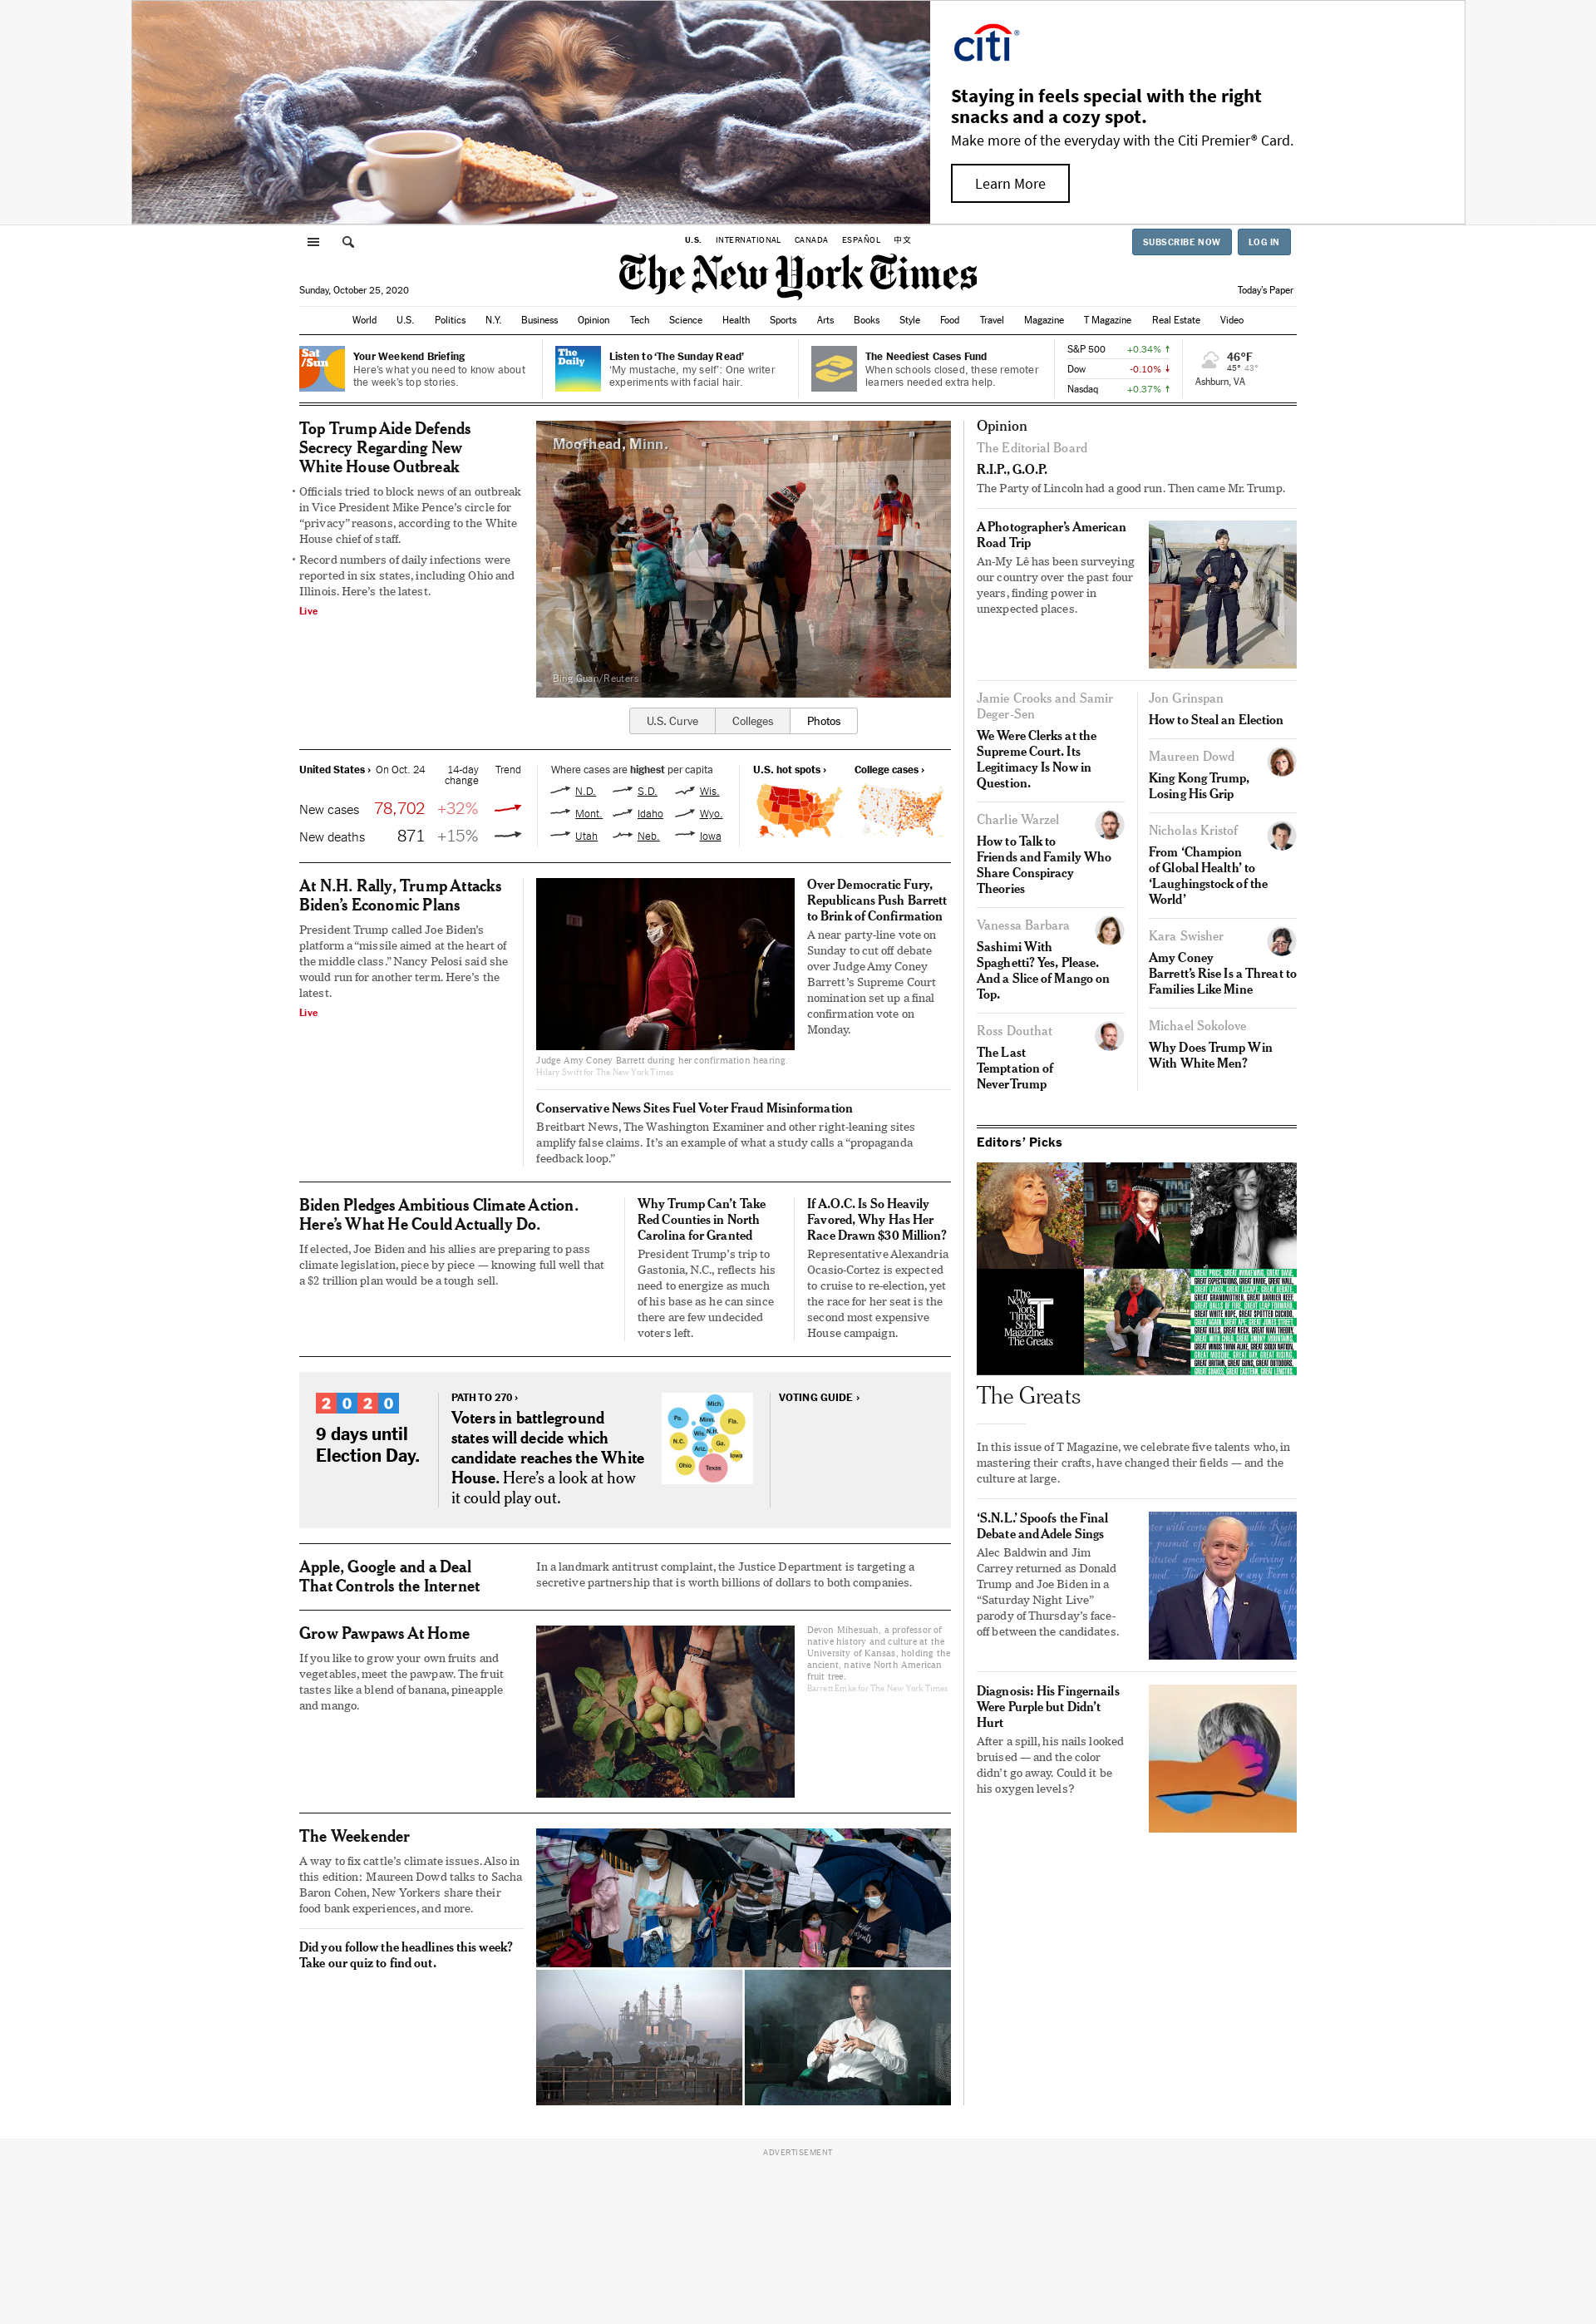 citi
Staying in feels special with the right
snacks and a cozy spot.
Make more of the everyday with the Citi Premier® Card.
Learn More
U.S. INTERNATIONAL CANADA ESPAÑOL 中文
SUBSCRIBE NOW LOG IN
The New York Times
Sunday, October 25, 2020
Today's Paper
World U.S. Politics N.Y. Business Opinion Tech Science Health Sports Arts Books Style Food Travel Magazine T Magazine Real Estate Video
Sat
/Sun
Your Weekend Briefing
Here's what you need to know about
the week's top stories.
The
Daily
Listen to ‘The Sunday Read’
‘My mustache, my self’: One writer
experiments with facial hair.
The Neediest Cases Fund
When schools closed, these remoter
learners needed extra help.
S&P 500 +0.34% ↑
Dow -0.10% ↓
Nasdaq +0.37% ↑
46°F
45° 43°
Ashburn, VA
Top Trump Aide Defends
Secrecy Regarding New
White House Outbreak
• Officials tried to block news of an outbreak
in Vice President Mike Pence’s circle for
“privacy” reasons, according to the White
House chief of staff.
• Record numbers of daily infections were
reported in six states, including Ohio and
Illinois. Here’s the latest.
Live
Moorhead, Minn.
Bing Guan/Reuters
U.S. Curve Colleges Photos
United States › On Oct. 24 14-day
change Trend
New cases 78,702 +32%
New deaths 871 +15%
Where cases are highest per capita
N.D. S.D. Wis.
Mont. Idaho Wyo.
Utah Neb. Iowa
U.S. hot spots › College cases ›
At N.H. Rally, Trump Attacks
Biden’s Economic Plans
President Trump called Joe Biden’s
platform a “missile aimed at the heart of
the middle class.” Nancy Pelosi said she
would run for another term. Here’s the
latest.
Live
Judge Amy Coney Barrett during her confirmation hearing.
Hilary Swift for The New York Times
Over Democratic Fury,
Republicans Push Barrett
to Brink of Confirmation
A near party-line vote on
Sunday to cut off debate
over Judge Amy Coney
Barrett’s Supreme Court
nomination set up a final
confirmation vote on
Monday.
Conservative News Sites Fuel Voter Fraud Misinformation
Breitbart News, The Washington Examiner and other right-leaning sites
amplify false claims. It’s an example of what a study calls a “propaganda
feedback loop.”
Biden Pledges Ambitious Climate Action.
Here’s What He Could Actually Do.
If elected, Joe Biden and his allies are preparing to pass
climate legislation, piece by piece — knowing full well that
a $2 trillion plan would be a tough sell.
Why Trump Can’t Take
Red Counties in North
Carolina for Granted
President Trump’s trip to
Gastonia, N.C., reflects his
need to energize as much
of his base as he can since
there are few undecided
voters left.
If A.O.C. Is So Heavily
Favored, Why Has Her
Race Drawn $30 Million?
Representative Alexandria
Ocasio-Cortez is expected
to cruise to re-election, yet
the race for her seat is the
second most expensive
House campaign.
2020
9 days until
Election Day.
PATH TO 270 ›
Voters in battleground
states will decide which
candidate reaches the White
House. Here’s a look at how
it could play out.
Mich.
Pa. Minn. Fla.
Wis. N.H.
N.C. Ga.
Ariz. Iowa
Ohio Texas
VOTING GUIDE ›
Apple, Google and a Deal
That Controls the Internet
In a landmark antitrust complaint, the Justice Department is targeting a
secretive partnership that is worth billions of dollars to both companies.
Grow Pawpaws At Home
If you like to grow your own fruits and
vegetables, meet the pawpaw. The fruit
tastes like a blend of banana, pineapple
and mango.
Devon Mihesuah, a professor of
native history and culture at the
University of Kansas, holding the
ancient, native North American
fruit tree.
Barrett Emke for The New York Times
The Weekender
A way to fix cattle’s climate issues. Also in
this edition: Maureen Dowd talks to Sacha
Baron Cohen, New Yorkers share their
food bank experiences, and more.
Did you follow the headlines this week?
Take our quiz to find out.
Opinion
The Editorial Board
R.I.P., G.O.P.
The Party of Lincoln had a good run. Then came Mr. Trump.
A Photographer’s American
Road Trip
An-My Lê has been surveying
our country over the past four
years, finding power in
unexpected places.
Jamie Crooks and Samir
Deger-Sen
We Were Clerks at the
Supreme Court. Its
Legitimacy Is Now in
Question.
Charlie Warzel
How to Talk to
Friends and Family Who
Share Conspiracy
Theories
Vanessa Barbara
Sashimi With
Spaghetti? Yes, Please.
And a Slice of Mango on
Top.
Ross Douthat
The Last
Temptation of
NeverTrump
Jon Grinspan
How to Steal an Election
Maureen Dowd
King Kong Trump,
Losing His Grip
Nicholas Kristof
From ‘Champion
of Global Health’ to
‘Laughingstock of the
World’
Kara Swisher
Amy Coney
Barrett’s Rise Is a Threat to
Families Like Mine
Michael Sokolove
Why Does Trump Win
With White Men?
Editors’ Picks
The
New
York
Times
Style
Magazine
The Greats
T
The Greats
In this issue of T Magazine, we celebrate five talents who, in
mastering their crafts, have changed their fields — and the
culture at large.
‘S.N.L.’ Spoofs the Final
Debate and Adele Sings
Alec Baldwin and Jim
Carrey returned as Donald
Trump and Joe Biden in a
“Saturday Night Live”
parody of Thursday’s face-
off between the candidates.
Diagnosis: His Fingernails
Were Purple but Didn’t
Hurt
After a spill, his nails looked
bruised — and the color
didn’t go away. Could it be
his oxygen levels?
ADVERTISEMENT